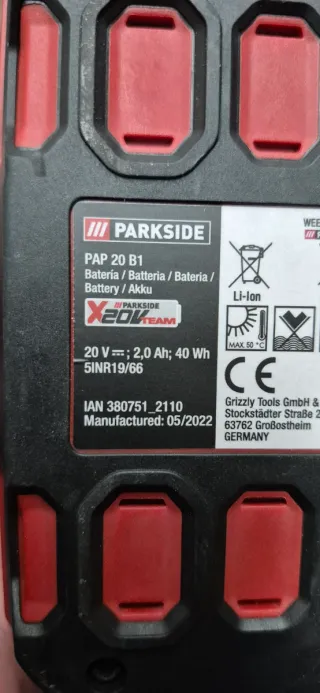 PARKSIDE
PAP 20 B1
Batería / Batteria / Bateria /
Battery / Akku
PARKSIDE
X20V TEAM
20 V ⎓; 2,0 Ah; 40 Wh
5INR19/66
IAN 380751_2110
Manufactured: 05/2022
WEE
Li-Ion
MAX. 50 °C
CE
Grizzly Tools GmbH &
Stockstädter Straße 2
63762 Großostheim
GERMANY